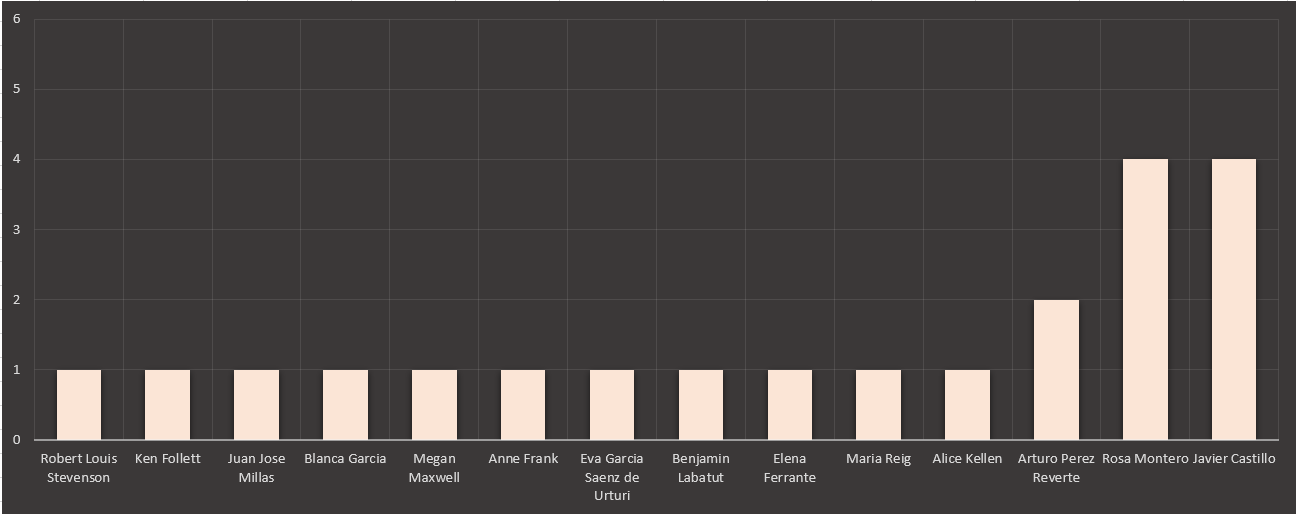 6
5
4
3
2
1
0
Robert Louis Stevenson
Ken Follett
Juan Jose Millas
Blanca Garcia
Megan Maxwell
Anne Frank
Eva Garcia Saenz de Urturi
Benjamin Labatut
Elena Ferrante
Maria Reig
Alice Kellen
Arturo Perez Reverte
Rosa Montero
Javier Castillo